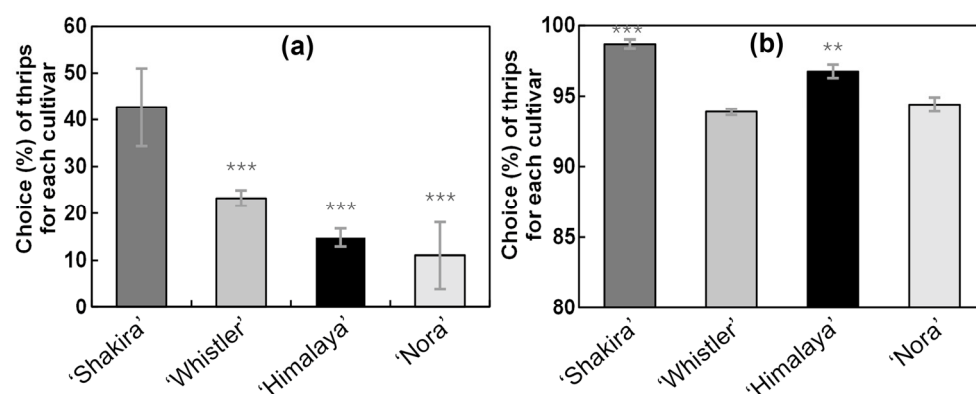 Choice (%) of thrips
for each cultivar
60
50
40
30
20
10
0
(a)
***
***
***
‘Shakira’
‘Whistler’
‘Himalaya’
‘Nora’
Choice (%) of thrips
for each cultivar
100
95
90
85
80
(b)
***
**
‘Shakira’
‘Whistler’
‘Himalaya’
‘Nora’